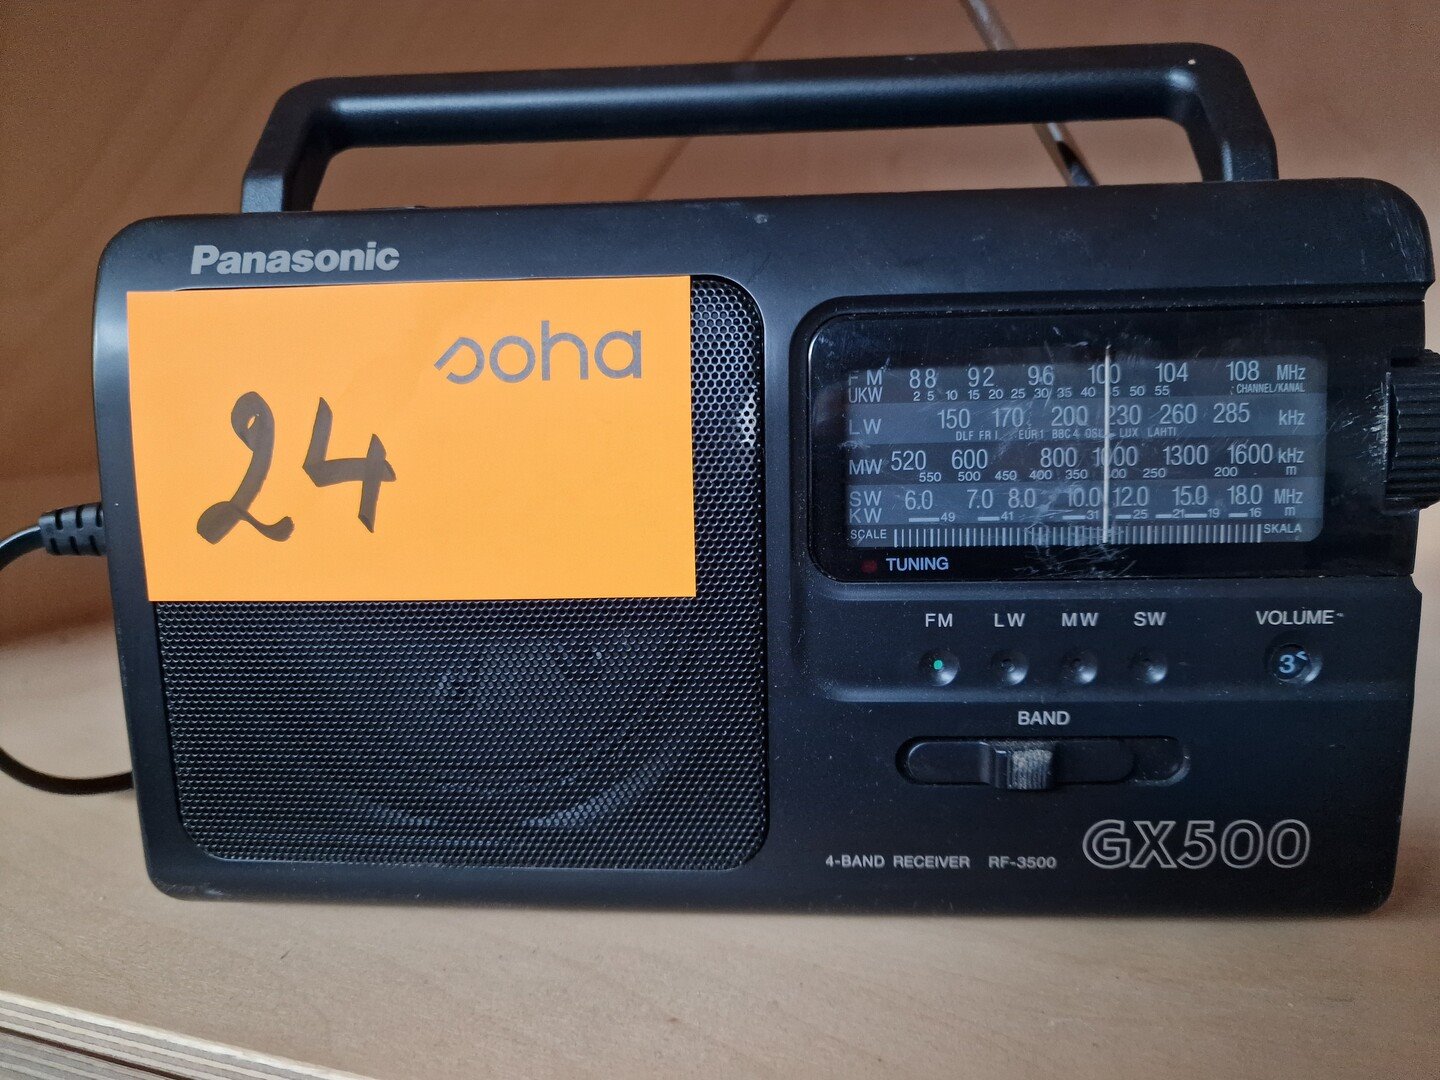 Panasonic
soha
24
FM 88 92 96 100 104 108 MHz
UKW 2 5 10 15 20 25 30 35 40 45 50 55 CHANNEL/KANAL
LW 150 170 200 230 260 285 kHz
DLF FR I EUR1 BBC4 OSL LUX LAHTI
MW 520 600 800 1000 1300 1600 kHz
550 500 450 400 350 300 250 200 m
SW 6.0 7.0 8.0 10.0 12.0 15.0 18.0 MHz
KW 49 41 31 25 21 19 16 m
SCALE SKALA
TUNING
FM LW MW SW VOLUME
3
BAND
4-BAND RECEIVER RF-3500 GX500